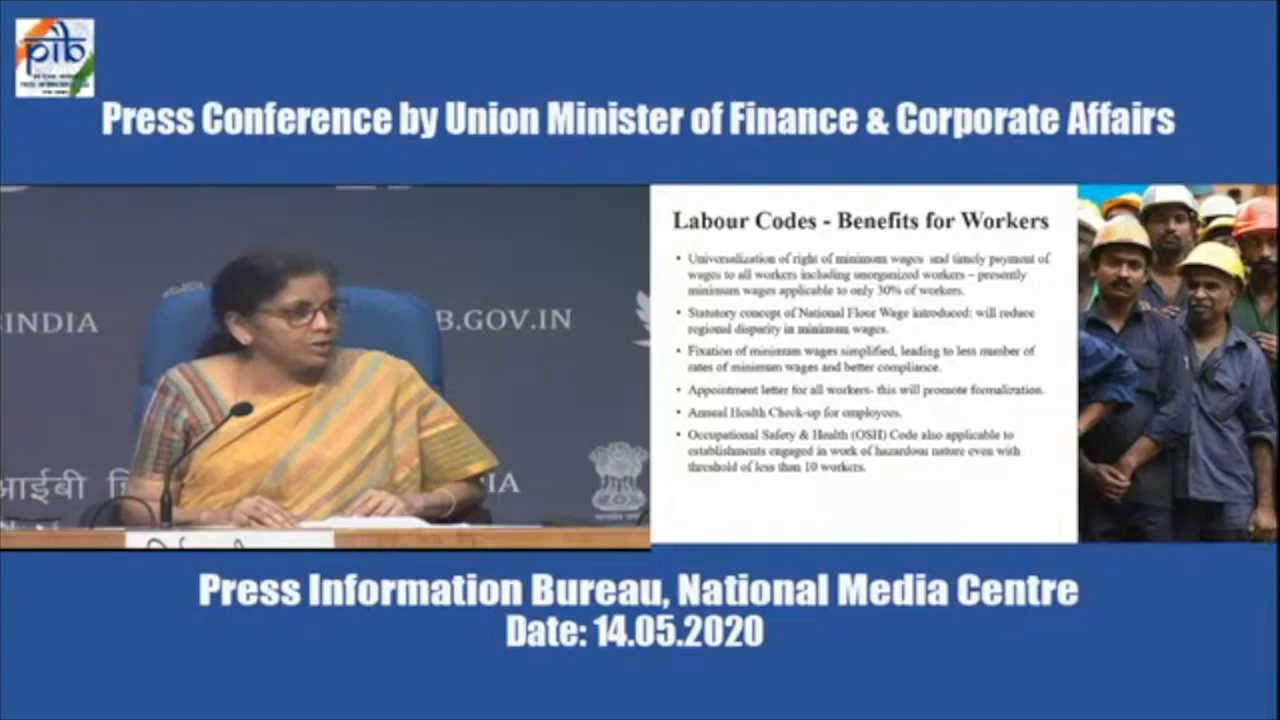 pib
Press Conference by Union Minister of Finance & Corporate Affairs
INDIA
B.GOV.IN
आईबी
IA
Labour Codes - Benefits for Workers
• Universalization of right of minimum wages and timely payment of
wages to all workers including unorganized workers – presently
minimum wages applicable to only 30% of workers.
• Statutory concept of National Floor Wage introduced: will reduce
regional disparity in minimum wages.
• Fixation of minimum wages simplified, leading to less number of
rates of minimum wages and better compliance.
• Appointment letter for all workers- this will promote formalization.
• Annual Health Check-up for employees.
• Occupational Safety & Health (OSH) Code also applicable to
establishments engaged in work of hazardous nature even with
threshold of less than 10 workers.
Press Information Bureau, National Media Centre
Date: 14.05.2020